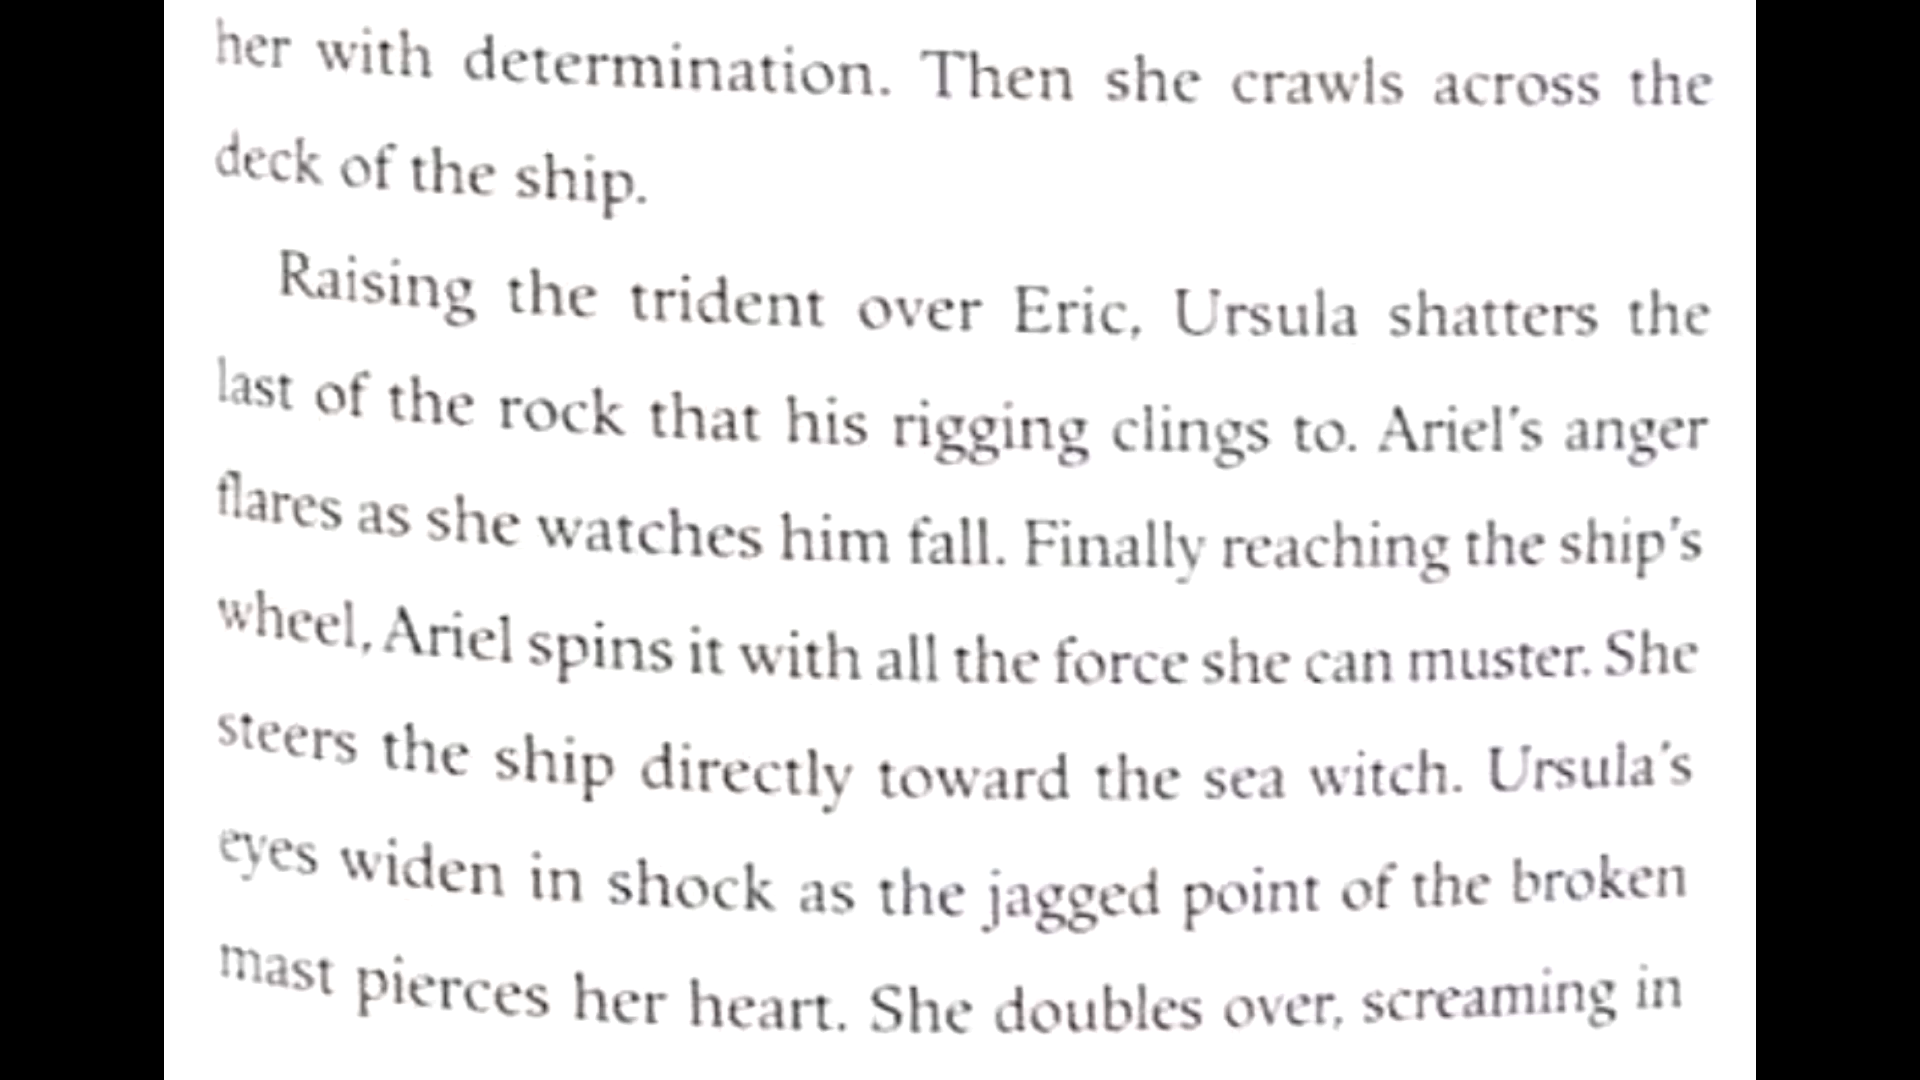 her with determination. Then she crawls across the
deck of the ship.
Raising the trident over Eric, Ursula shatters the
last of the rock that his rigging clings to. Ariel’s anger
flares as she watches him fall. Finally reaching the ship’s
wheel, Ariel spins it with all the force she can muster. She
steers the ship directly toward the sea witch. Ursula’s
eyes widen in shock as the jagged point of the broken
mast pierces her heart. She doubles over, screaming in